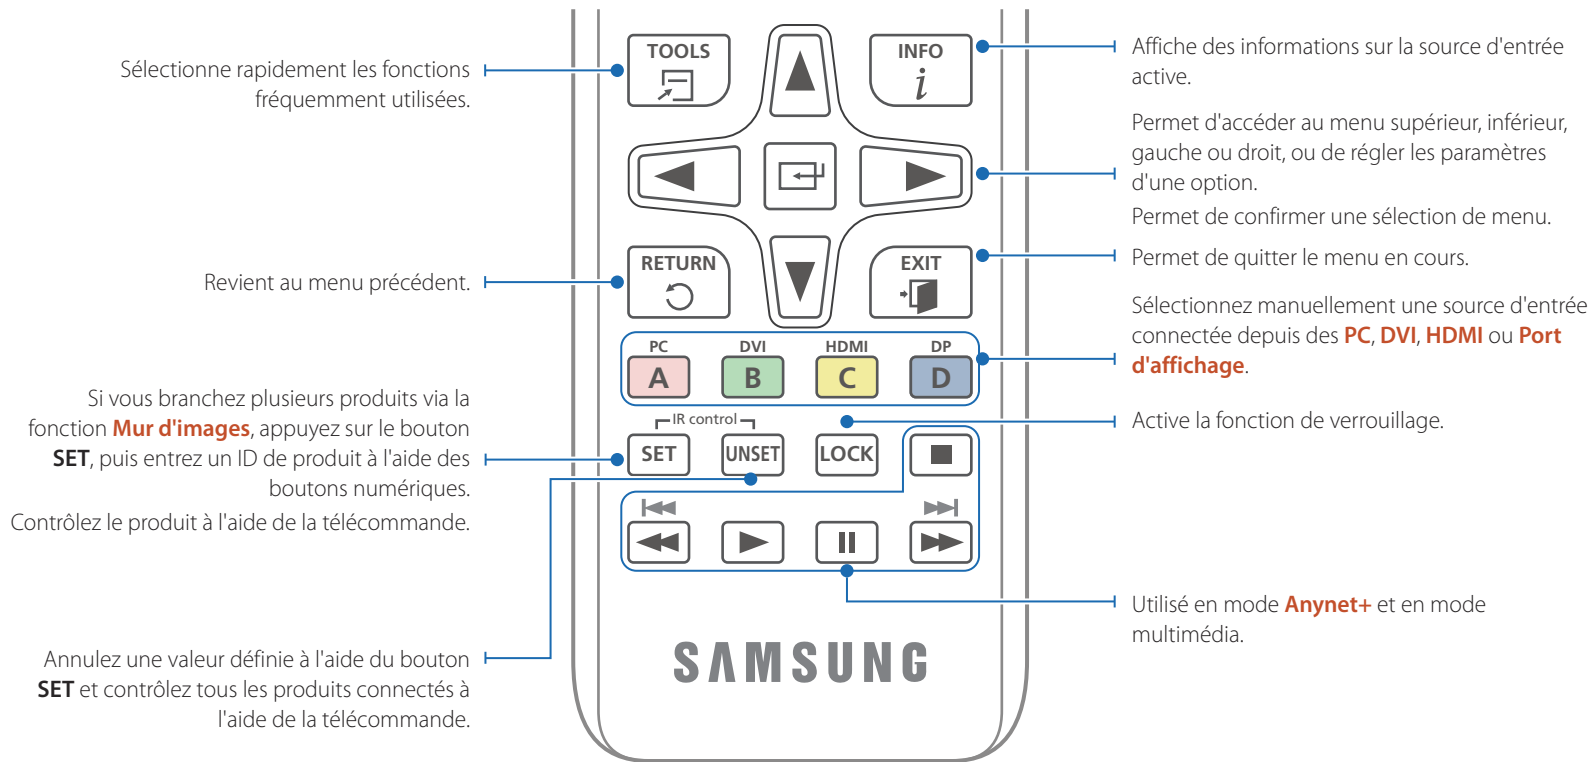 TOOLS
INFO
i
Sélectionne rapidement les fonctions
fréquemment utilisées.
Affiche des informations sur la source d'entrée
active.
Permet d'accéder au menu supérieur, inférieur,
gauche ou droit, ou de régler les paramètres
d'une option.
Permet de confirmer une sélection de menu.
RETURN
EXIT
Revient au menu précédent.
Permet de quitter le menu en cours.
Sélectionnez manuellement une source d'entrée
connectée depuis des PC, DVI, HDMI ou Port
d'affichage.
PC DVI HDMI DP
A B C D
Si vous branchez plusieurs produits via la
fonction Mur d'images, appuyez sur le bouton
SET, puis entrez un ID de produit à l'aide des
boutons numériques.
Contrôlez le produit à l'aide de la télécommande.
IR control
SET UNSET LOCK
Active la fonction de verrouillage.
Utilisé en mode Anynet+ et en mode
multimédia.
Annulez une valeur définie à l'aide du bouton
SET et contrôlez tous les produits connectés à
l'aide de la télécommande.
SAMSUNG